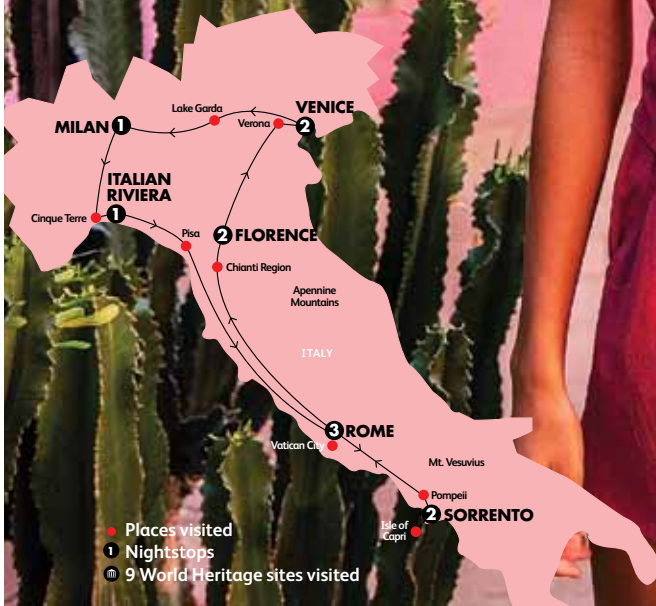 VENICE
2
Lake Garda
Verona
MILAN 1
ITALIAN
RIVIERA
1
Cinque Terre
Pisa
2 FLORENCE
Chianti Region
Apennine
Mountains
ITALY
3 ROME
Vatican City
Mt. Vesuvius
Pompeii
2 SORRENTO
Isle of
Capri
Places visited
1 Nightstops
9 World Heritage sites visited